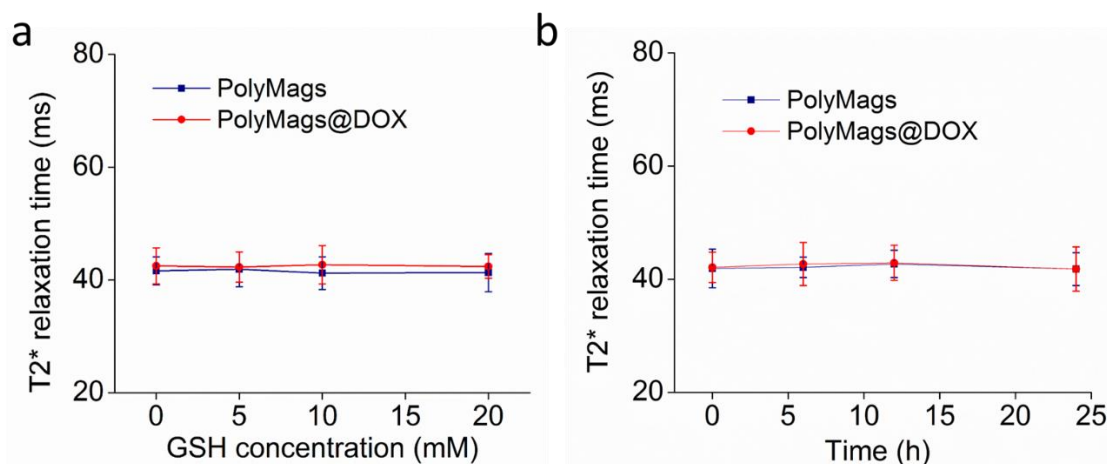 a
80
60
40
20
T2* relaxation time (ms)
PolyMags
PolyMags@DOX
0 5 10 15 20
GSH concentration (mM)
b
80
60
40
20
T2* relaxation time (ms)
PolyMags
PolyMags@DOX
0 5 10 15 20 25
Time (h)